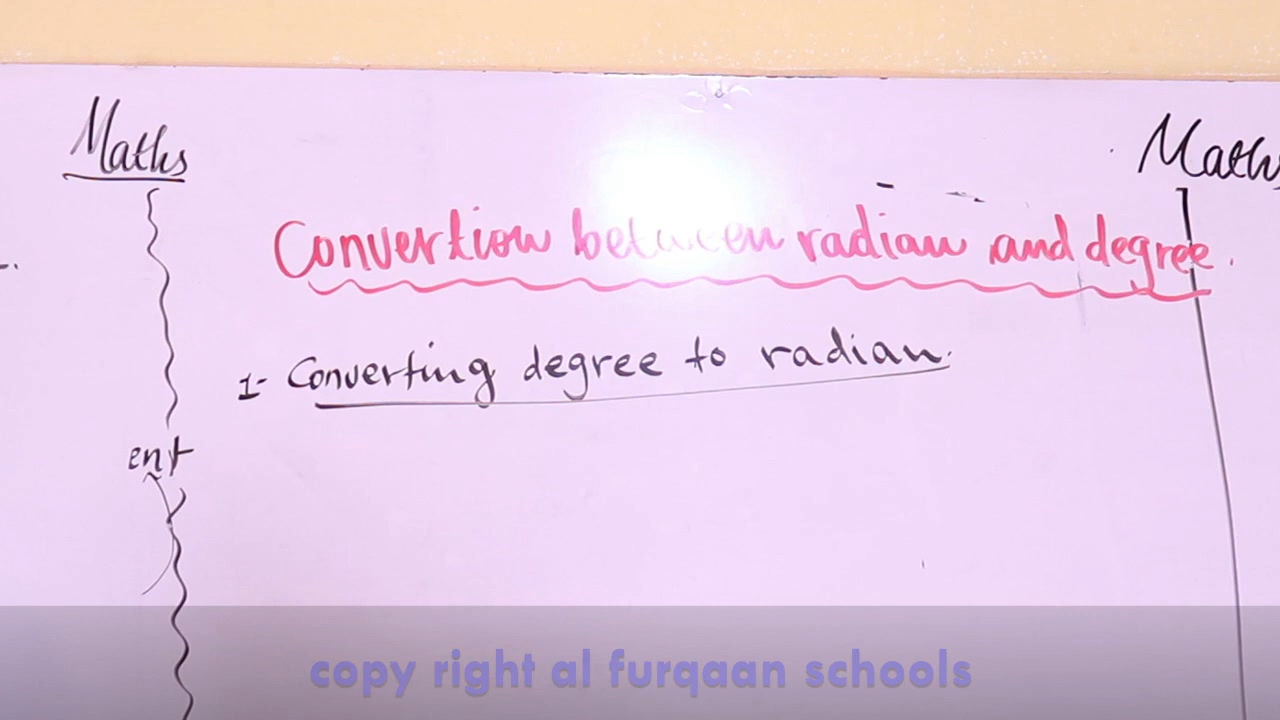 Maths
Maths
Convertion between radian and degree.
1- Converting degree to radian.
ent
copy right al furqaan schools